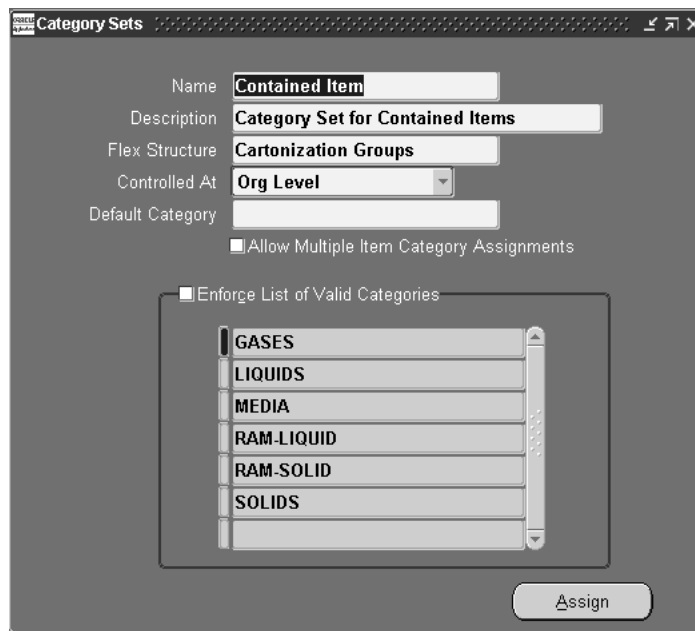 Category Sets
Name Contained Item
Description Category Set for Contained Items
Flex Structure Cartonization Groups
Controlled At Org Level
Default Category
Allow Multiple Item Category Assignments
Enforce List of Valid Categories
GASES
LIQUIDS
MEDIA
RAM-LIQUID
RAM-SOLID
SOLIDS
Assign